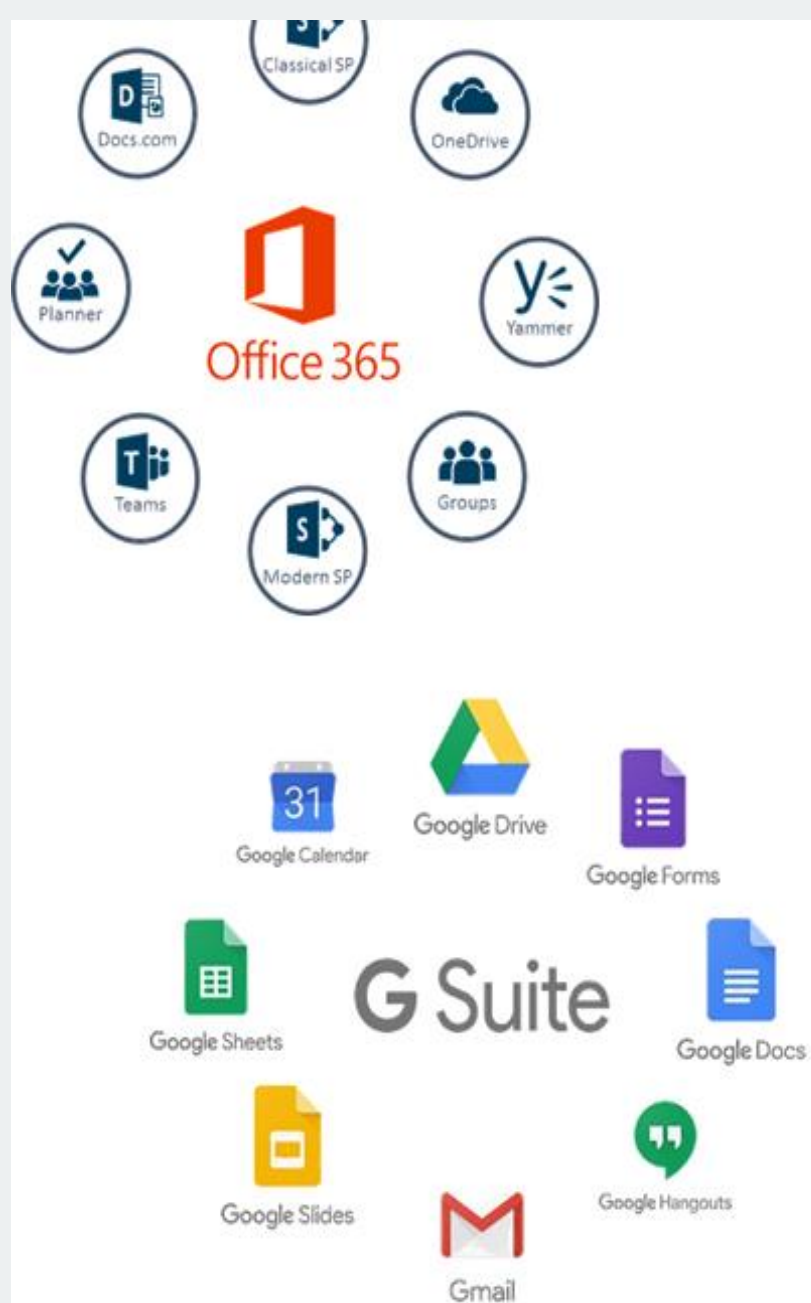 S
Classical SP
D
Docs.com
OneDrive
Planner
Office 365
y
Yammer
T
Teams
Groups
S
Modern SP
31
Google Calendar
Google Drive
Google Forms
Google Sheets
G Suite
Google Docs
Google Slides
Google Hangouts
Gmail